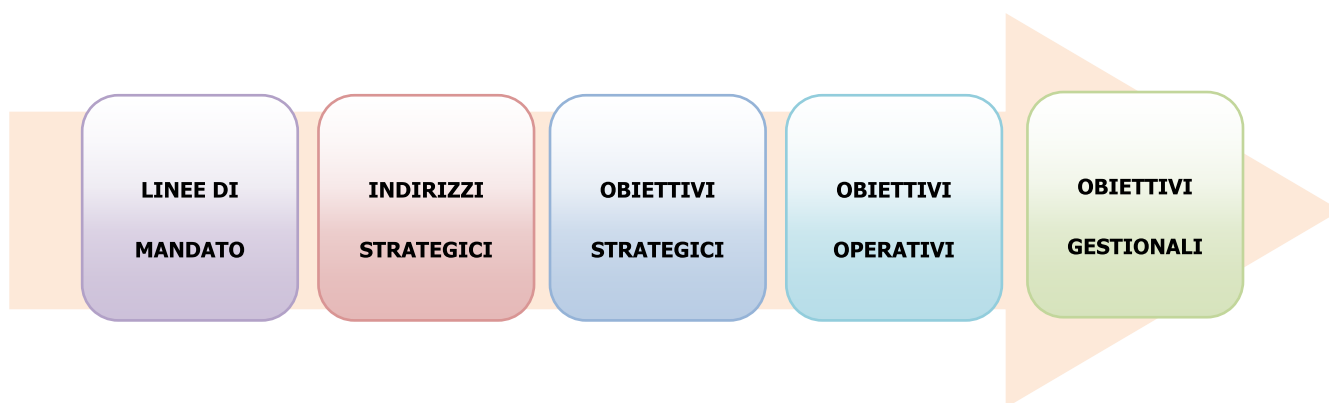 LINEE DI
MANDATO
INDIRIZZI
STRATEGICI
OBIETTIVI
STRATEGICI
OBIETTIVI
OPERATIVI
OBIETTIVI
GESTIONALI